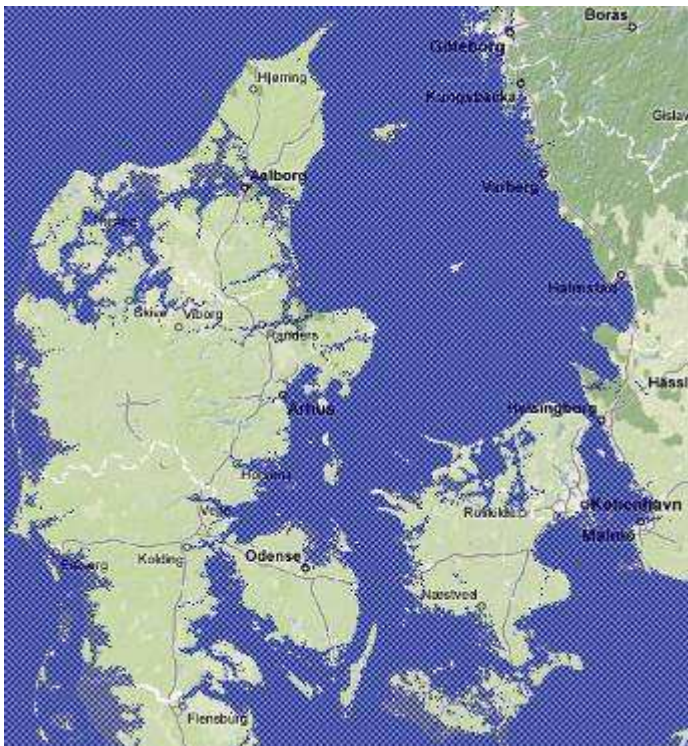 Borås
Göteborg
Hjørring
Kungsbacka
Gislav
Aalborg
Varberg
Halmstad
Skive
Viborg
Randers
Hässl
Århus
Helsingborg
Horsens
Vejle
København
Roskilde
Malmö
Odense
Kolding
Esbjerg
Næstved
Flensburg